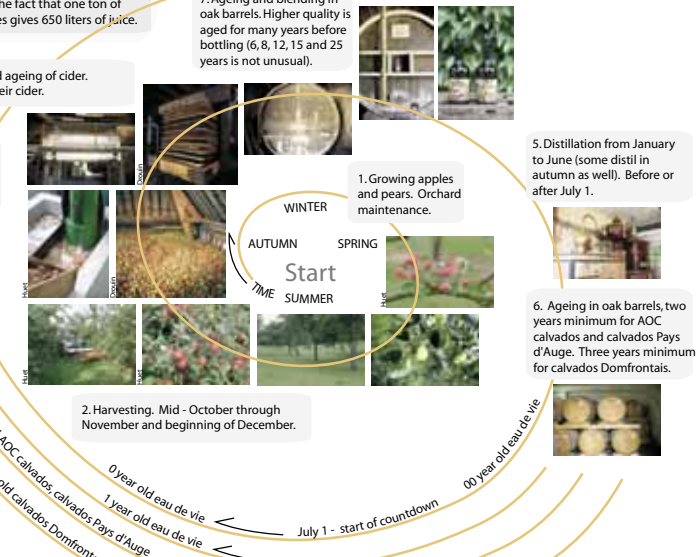 he fact that one ton of
es gives 650 liters of juice.
7. Ageing and blending in
oak barrels. Higher quality is
aged for many years before
bottling (6, 8, 12, 15 and 25
years is not unusual).
d ageing of cider.
eir cider.
Drouin
1. Growing apples
and pears. Orchard
maintenance.
5. Distillation from January
to June (some distil in
autumn as well). Before or
after July 1.
WINTER
AUTUMN
SPRING
Start
TIME
SUMMER
Huet
Drouin
Huet
6. Ageing in oak barrels, two
years minimum for AOC
calvados and calvados Pays
d'Auge. Three years minimum
for calvados Domfrontais.
Huet
Huet
2. Harvesting. Mid - October through
November and beginning of December.
00 year old eau de vie
0 year old eau de vie
July 1 - start of countdown
1 year old eau de vie
AOC calvados, calvados Pays d'Auge
old calvados Domfront